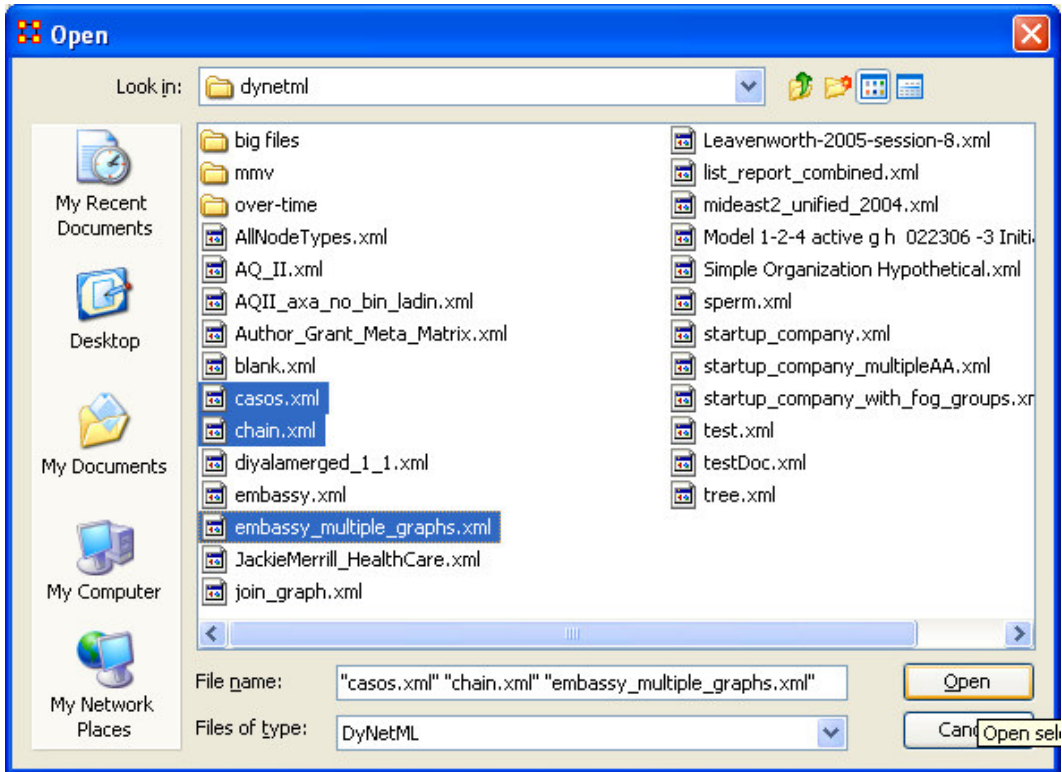 Open
Look in:
dynetml
My Recent
Documents
Desktop
My Documents
My Computer
My Network
Places
big files
mmv
over-time
AllNodeTypes.xml
AQ_II.xml
AQII_axa_no_bin_ladin.xml
Author_Grant_Meta_Matrix.xml
blank.xml
casos.xml
chain.xml
diyalamerged_1_1.xml
embassy.xml
embassy_multiple_graphs.xml
JackieMerrill_HealthCare.xml
join_graph.xml
Leavenworth-2005-session-8.xml
list_report_combined.xml
mideast2_unified_2004.xml
Model 1-2-4 active g h 022306 -3 Initi
Simple Organization Hypothetical.xml
sperm.xml
startup_company.xml
startup_company_multipleAA.xml
startup_company_with_fog_groups.xm
test.xml
testDoc.xml
tree.xml
File name:
"casos.xml" "chain.xml" "embassy_multiple_graphs.xml"
Open
Files of type:
DyNetML
Canc
Open sele